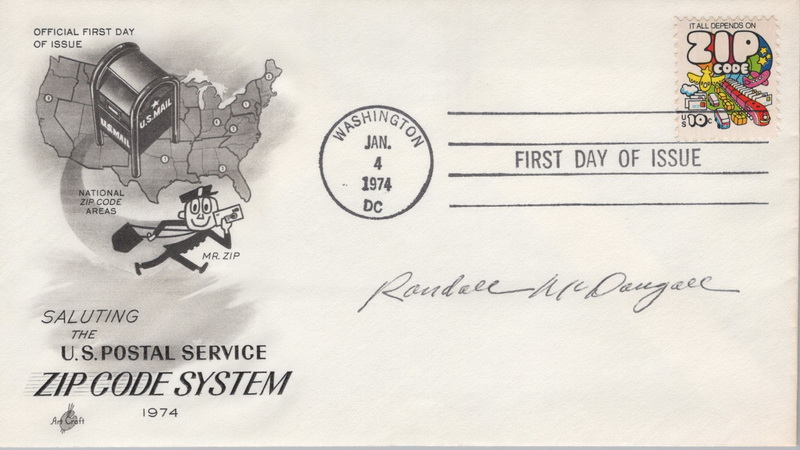 OFFICIAL FIRST DAY
OF ISSUE
U.S.MAIL
U.S.MAIL
NATIONAL
ZIP CODE
AREAS
MR. ZIP
SALUTING
THE
U.S. POSTAL SERVICE
ZIP CODE SYSTEM
1974
Art Craft
WASHINGTON
JAN.
4
1974
DC
FIRST DAY OF ISSUE
IT ALL DEPENDS ON
ZIP
CODE
US 10c
Randall McDougall